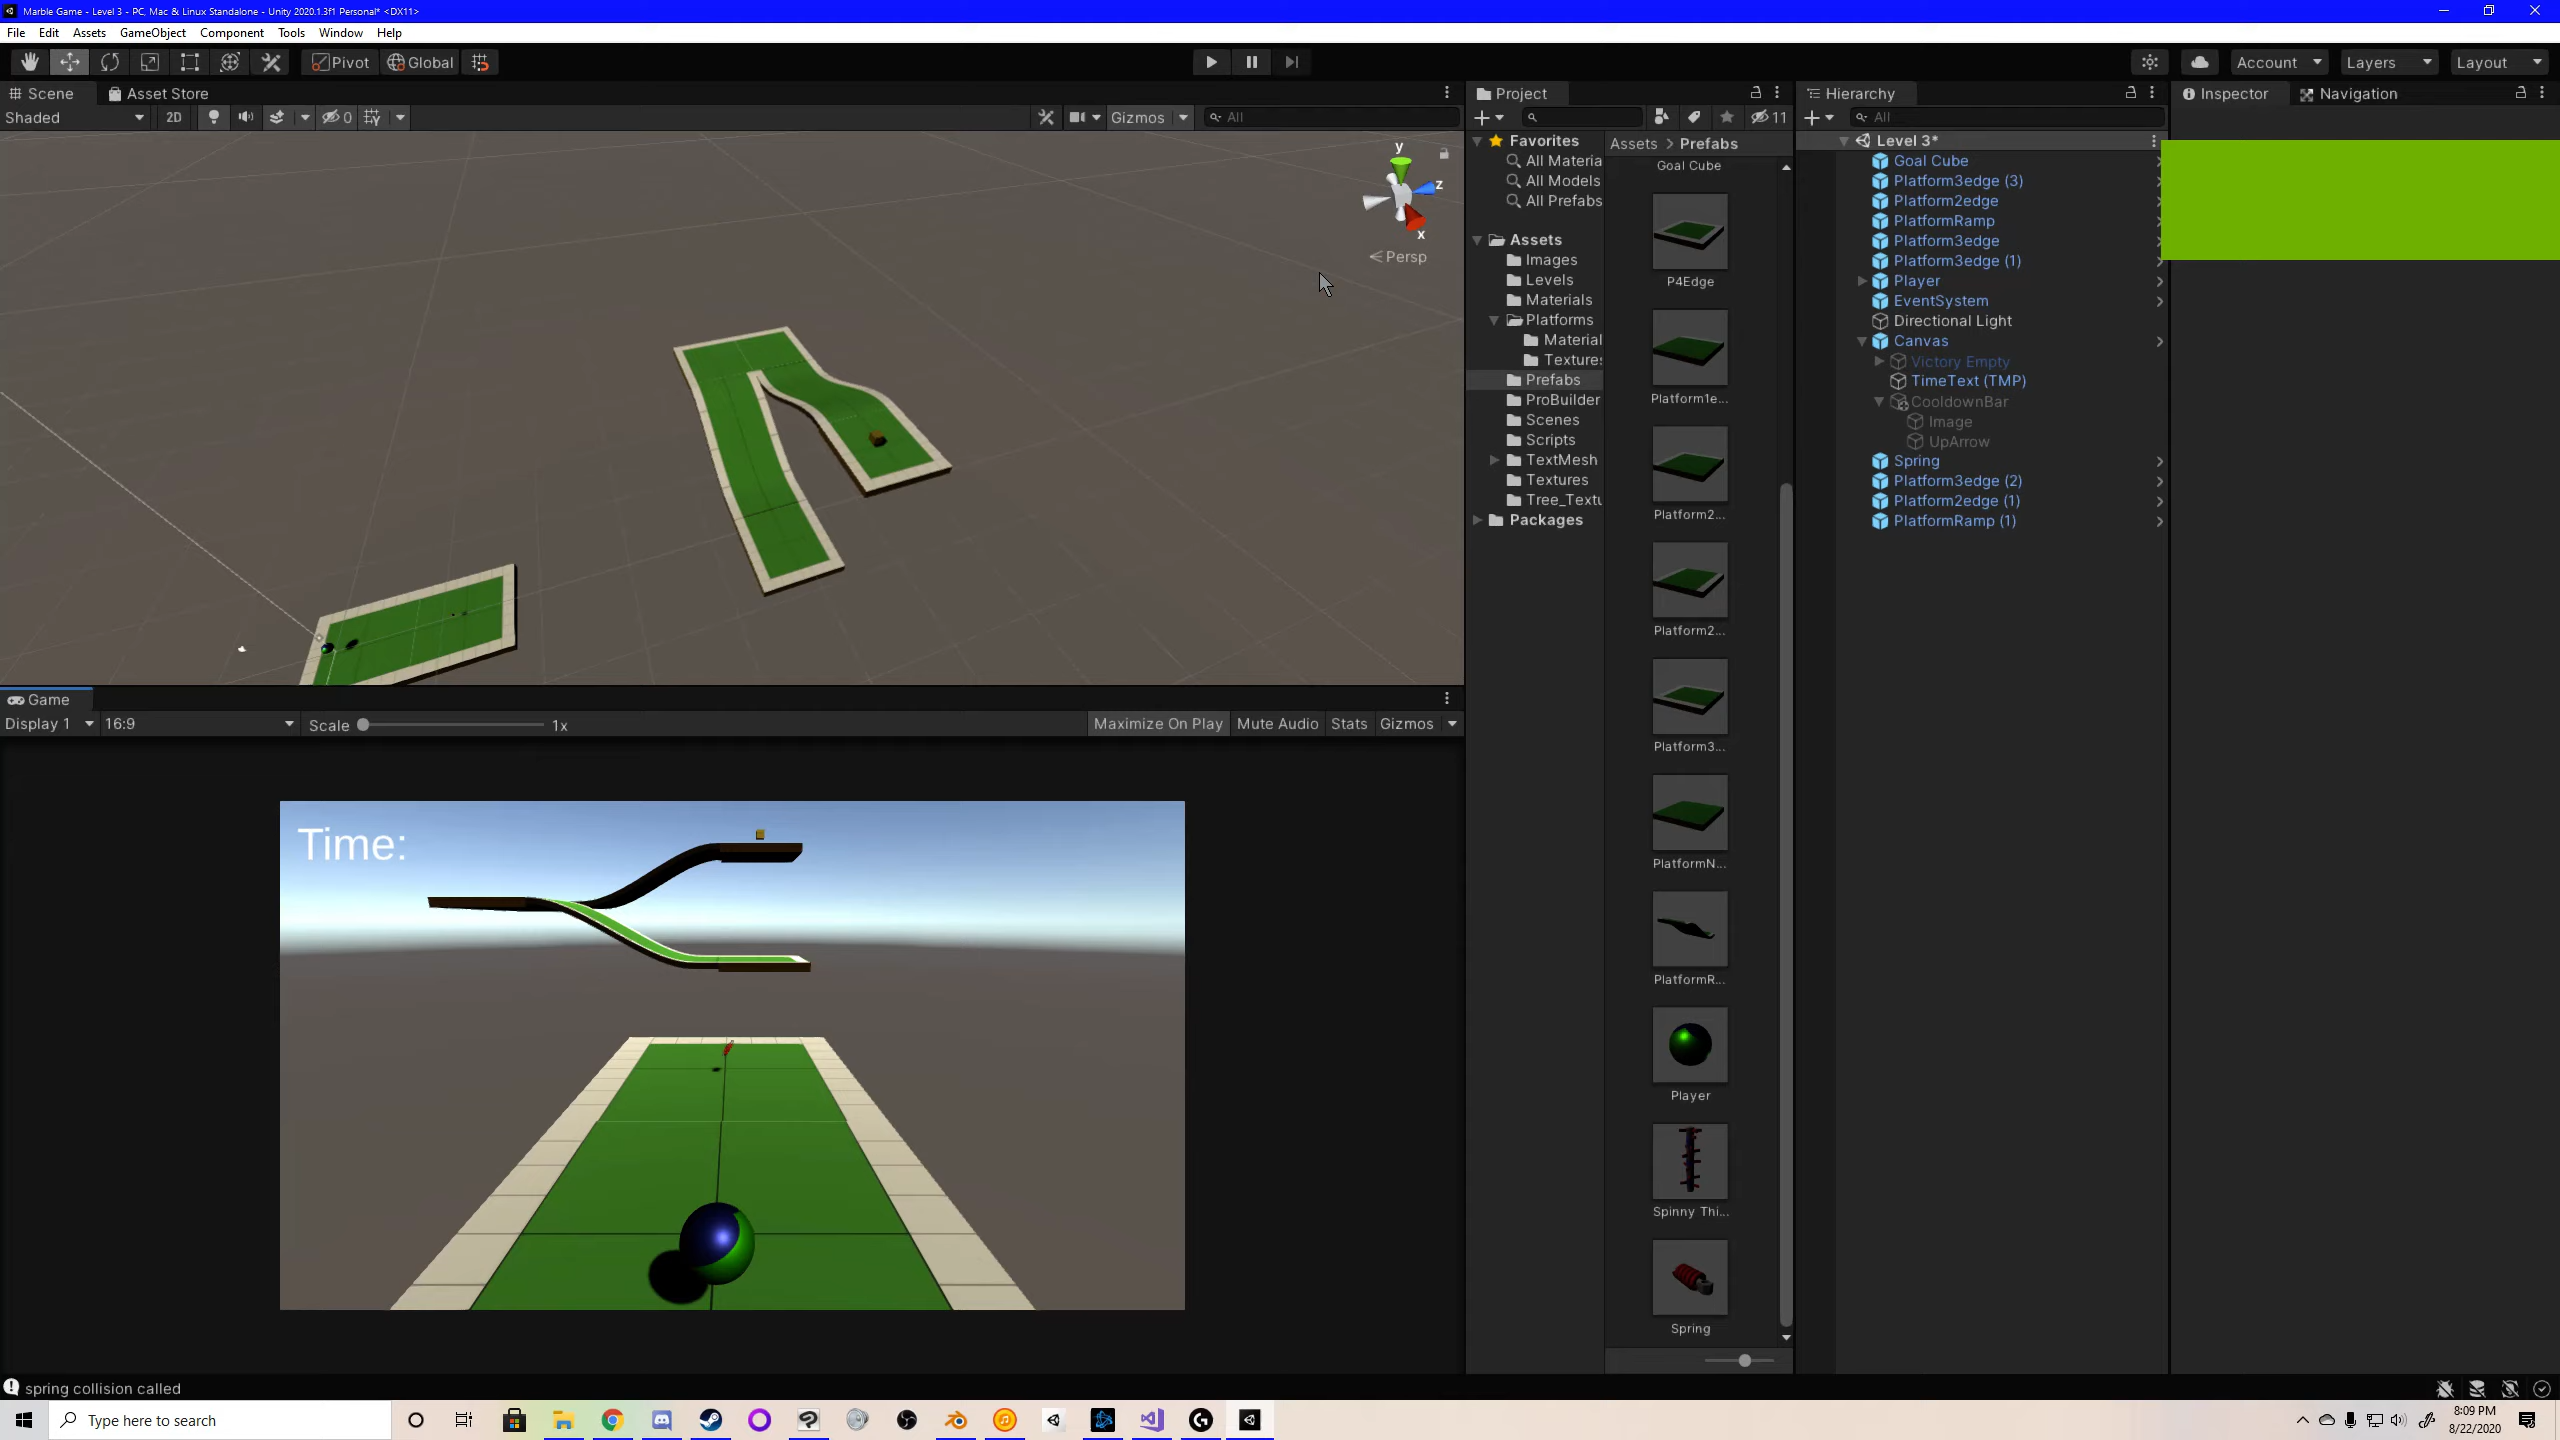 Marble Game - Level 3 - PC, Mac & Linux Standalone - Unity 2020.1.3f1 Personal* <DX11>
File Edit Assets GameObject Component Tools Window Help
Pivot Global
Account Layers Layout
Scene Asset Store
Shaded 2D 0 Gizmos All
y
z
x
Persp
Game
Display 1 16:9 Scale 1x Maximize On Play Mute Audio Stats Gizmos
Time:
spring collision called
Project
11
Favorites
All Materia
All Models
All Prefabs
Assets
Images
Levels
Materials
Platforms
Material
Textures
Prefabs
ProBuilder
Scenes
Scripts
TextMesh
Textures
Tree_Textu
Packages
Assets > Prefabs
Goal Cube
P4Edge
Platform1e...
Platform2...
Platform2...
Platform3...
PlatformN...
PlatformR...
Player
Spinny Thi...
Spring
Hierarchy
All
Level 3*
Goal Cube
Platform3edge (3)
Platform2edge
PlatformRamp
Platform3edge
Platform3edge (1)
Player
EventSystem
Directional Light
Canvas
Victory Empty
TimeText (TMP)
CooldownBar
Image
UpArrow
Spring
Platform3edge (2)
Platform2edge (1)
PlatformRamp (1)
Inspector Navigation
Type here to search
8:09 PM
8/22/2020